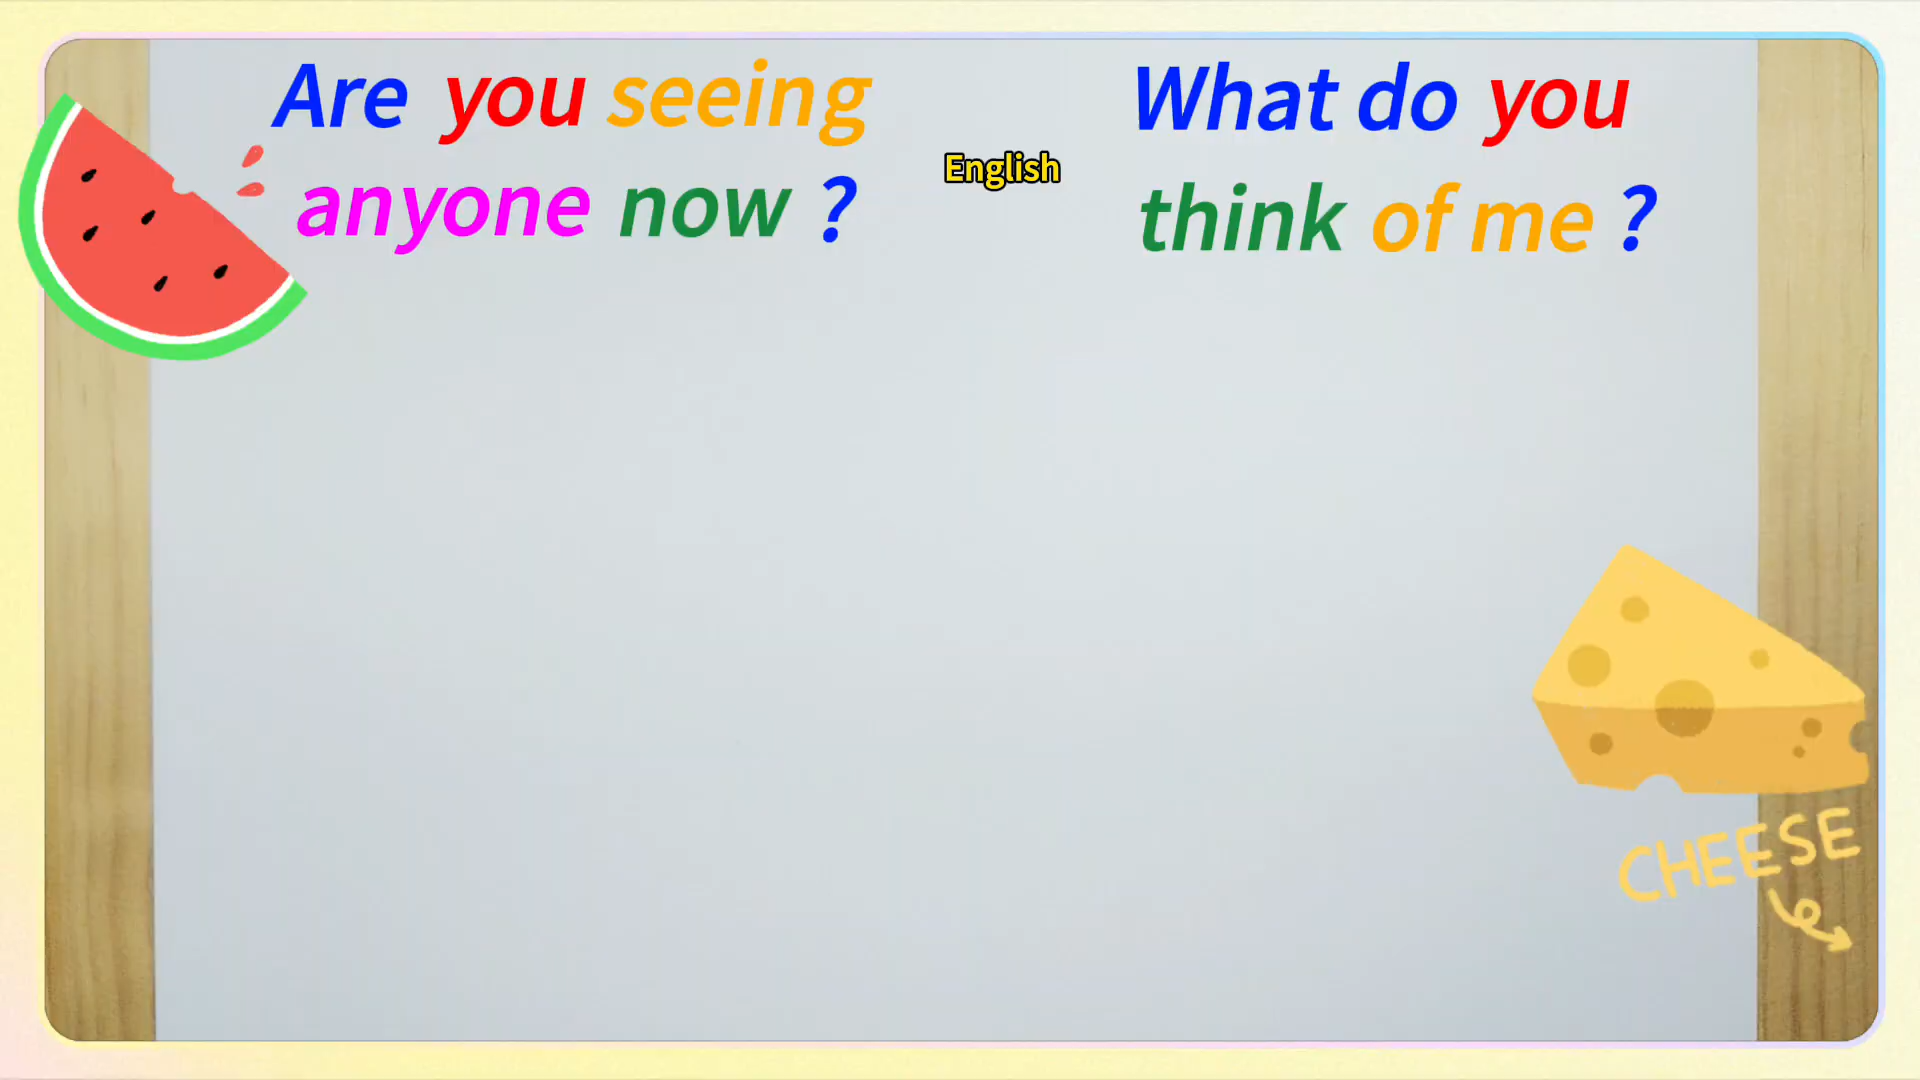 Are you seeing
anyone now ?
English
What do you
think of me ?
CHEESE